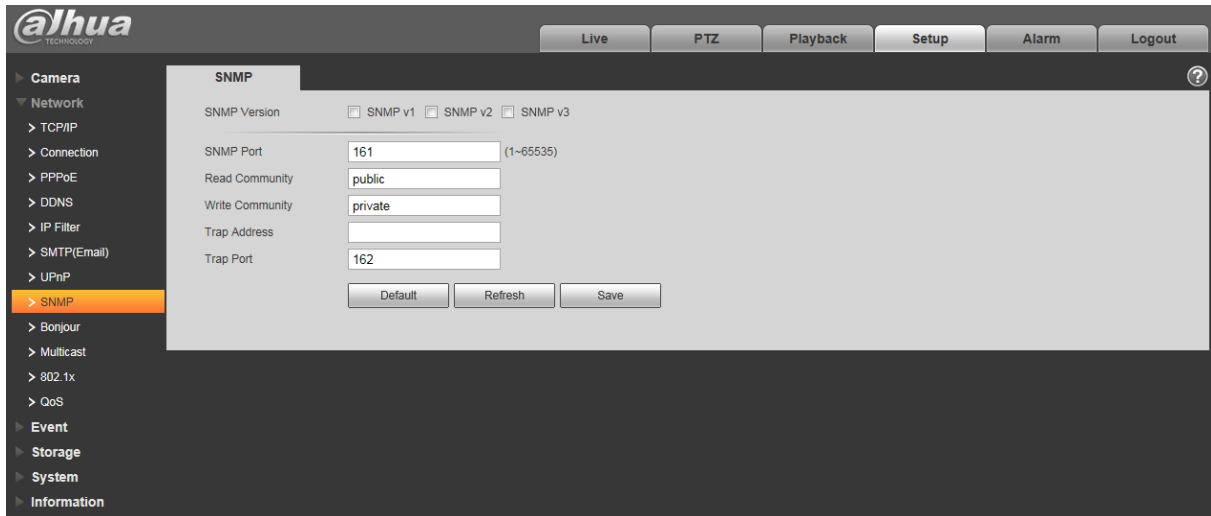 alhua
TECHNOLOGY
Live PTZ Playback Setup Alarm Logout
Camera
Network
> TCP/IP
> Connection
> PPPoE
> DDNS
> IP Filter
> SMTP(Email)
> UPnP
> SNMP
> Bonjour
> Multicast
> 802.1x
> QoS
Event
Storage
System
Information
SNMP ?
SNMP Version SNMP v1 SNMP v2 SNMP v3
SNMP Port 161 (1~65535)
Read Community public
Write Community private
Trap Address
Trap Port 162
Default Refresh Save